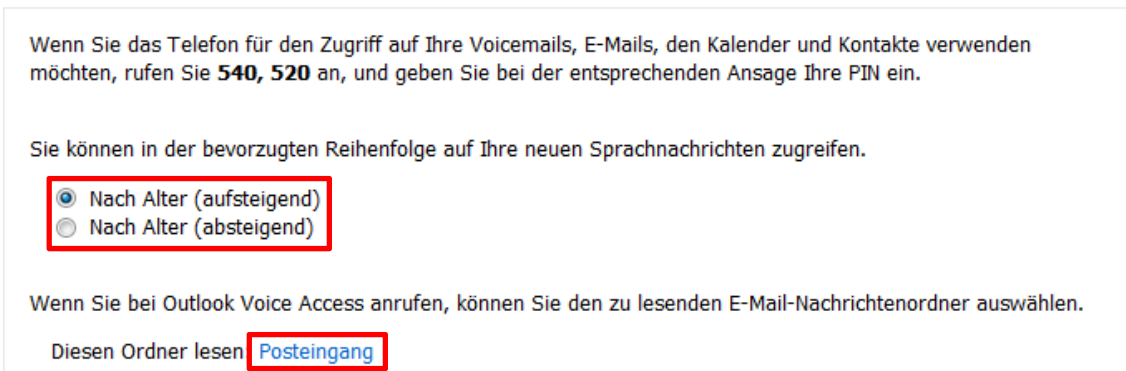 Wenn Sie das Telefon für den Zugriff auf Ihre Voicemails, E-Mails, den Kalender und Kontakte verwenden
möchten, rufen Sie 540, 520 an, und geben Sie bei der entsprechenden Ansage Ihre PIN ein.
Sie können in der bevorzugten Reihenfolge auf Ihre neuen Sprachnachrichten zugreifen.
Nach Alter (aufsteigend)
Nach Alter (absteigend)
Wenn Sie bei Outlook Voice Access anrufen, können Sie den zu lesenden E-Mail-Nachrichtenordner auswählen.
Diesen Ordner lesen: Posteingang